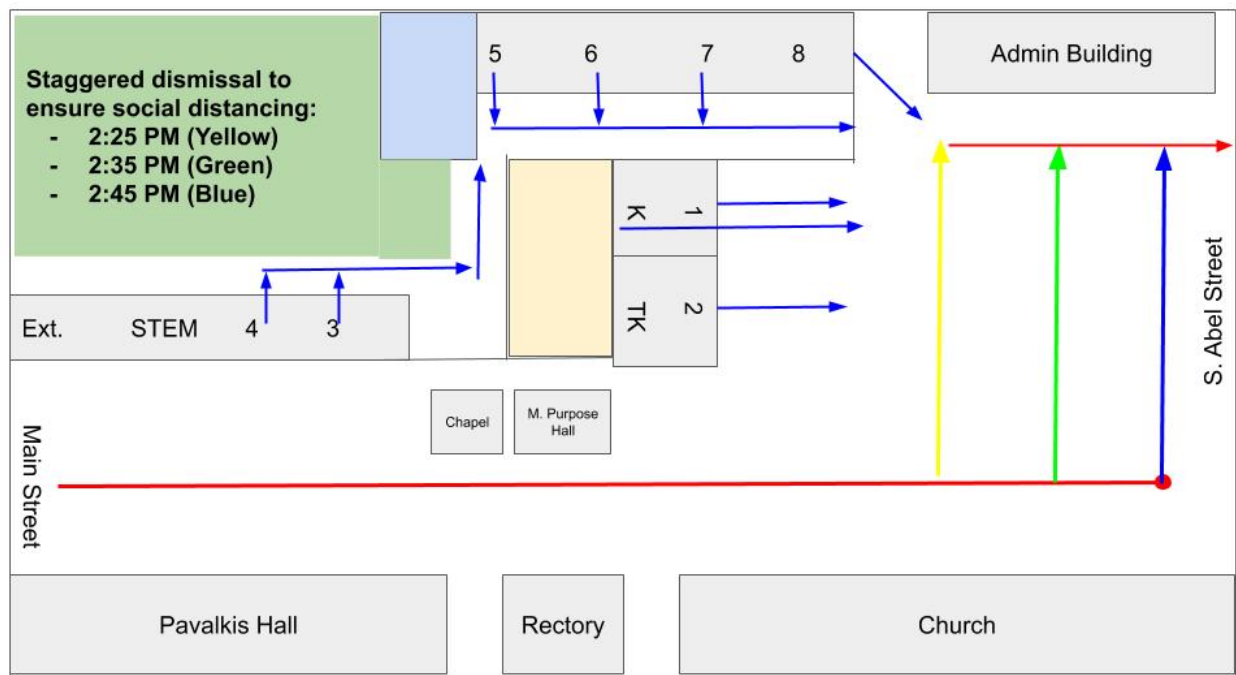 Staggered dismissal to
ensure social distancing:
- 2:25 PM (Yellow)
- 2:35 PM (Green)
- 2:45 PM (Blue)
5 6 7 8
Admin Building
K 1
TK 2
Ext. STEM 4 3
S. Abel Street
Chapel
M. Purpose
Hall
Main Street
Pavalkis Hall
Rectory
Church